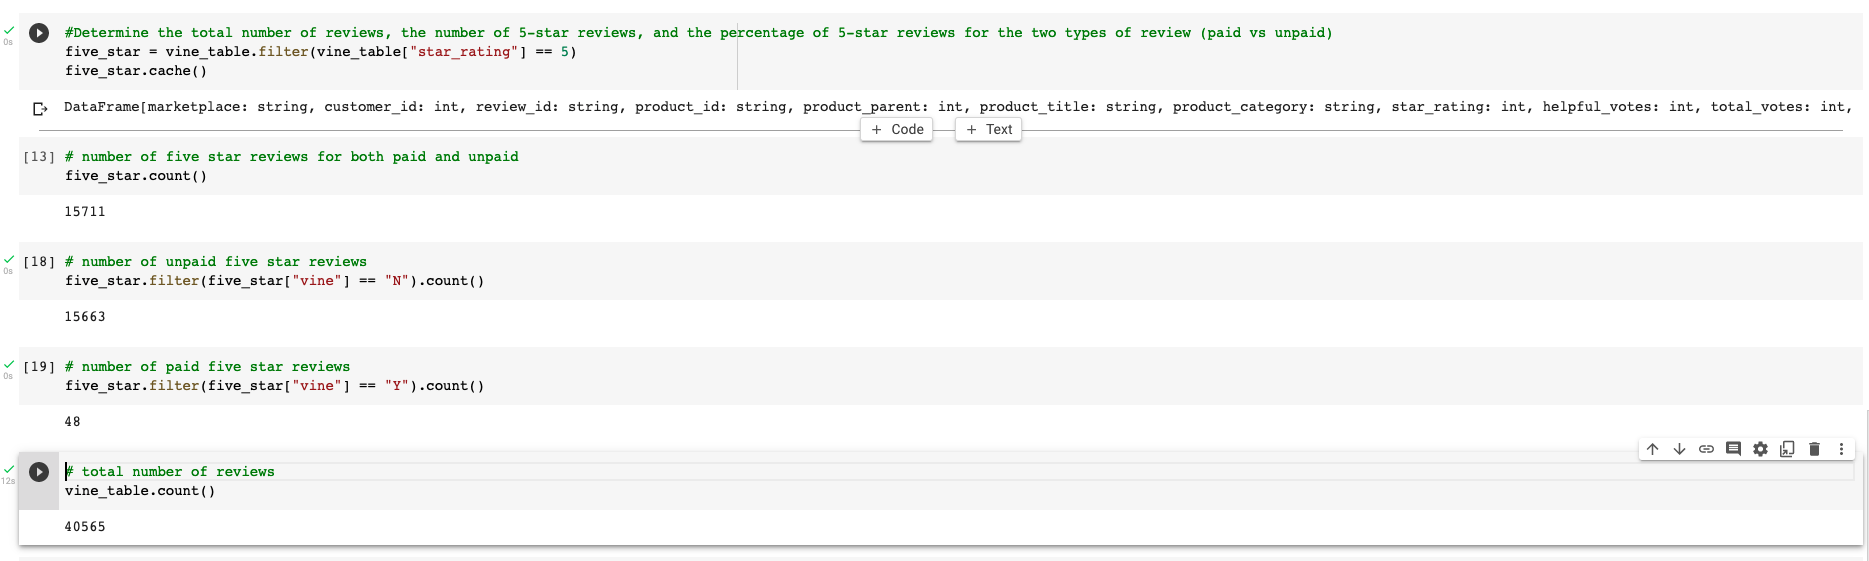 #Determine the total number of reviews, the number of 5-star reviews, and the percentage of 5-star reviews for the two types of review (paid vs unpaid)
five_star = vine_table.filter(vine_table["star_rating"] == 5)
0s
five_star.cache()
DataFrame[marketplace: string, customer_id: int, review_id: string, product_id: string, product_parent: int, product_title: string, product_category: string, star_rating: int, helpful_votes: int, total_votes: int,
+ Code + Text
[13] # number of five star reviews for both paid and unpaid
five_star.count()
15711
[18] # number of unpaid five star reviews
0s
five_star.filter(five_star["vine"] == "N").count()
15663
[19] # number of paid five star reviews
0s
five_star.filter(five_star["vine"] == "Y").count()
48
# total number of reviews
12s
vine_table.count()
40565